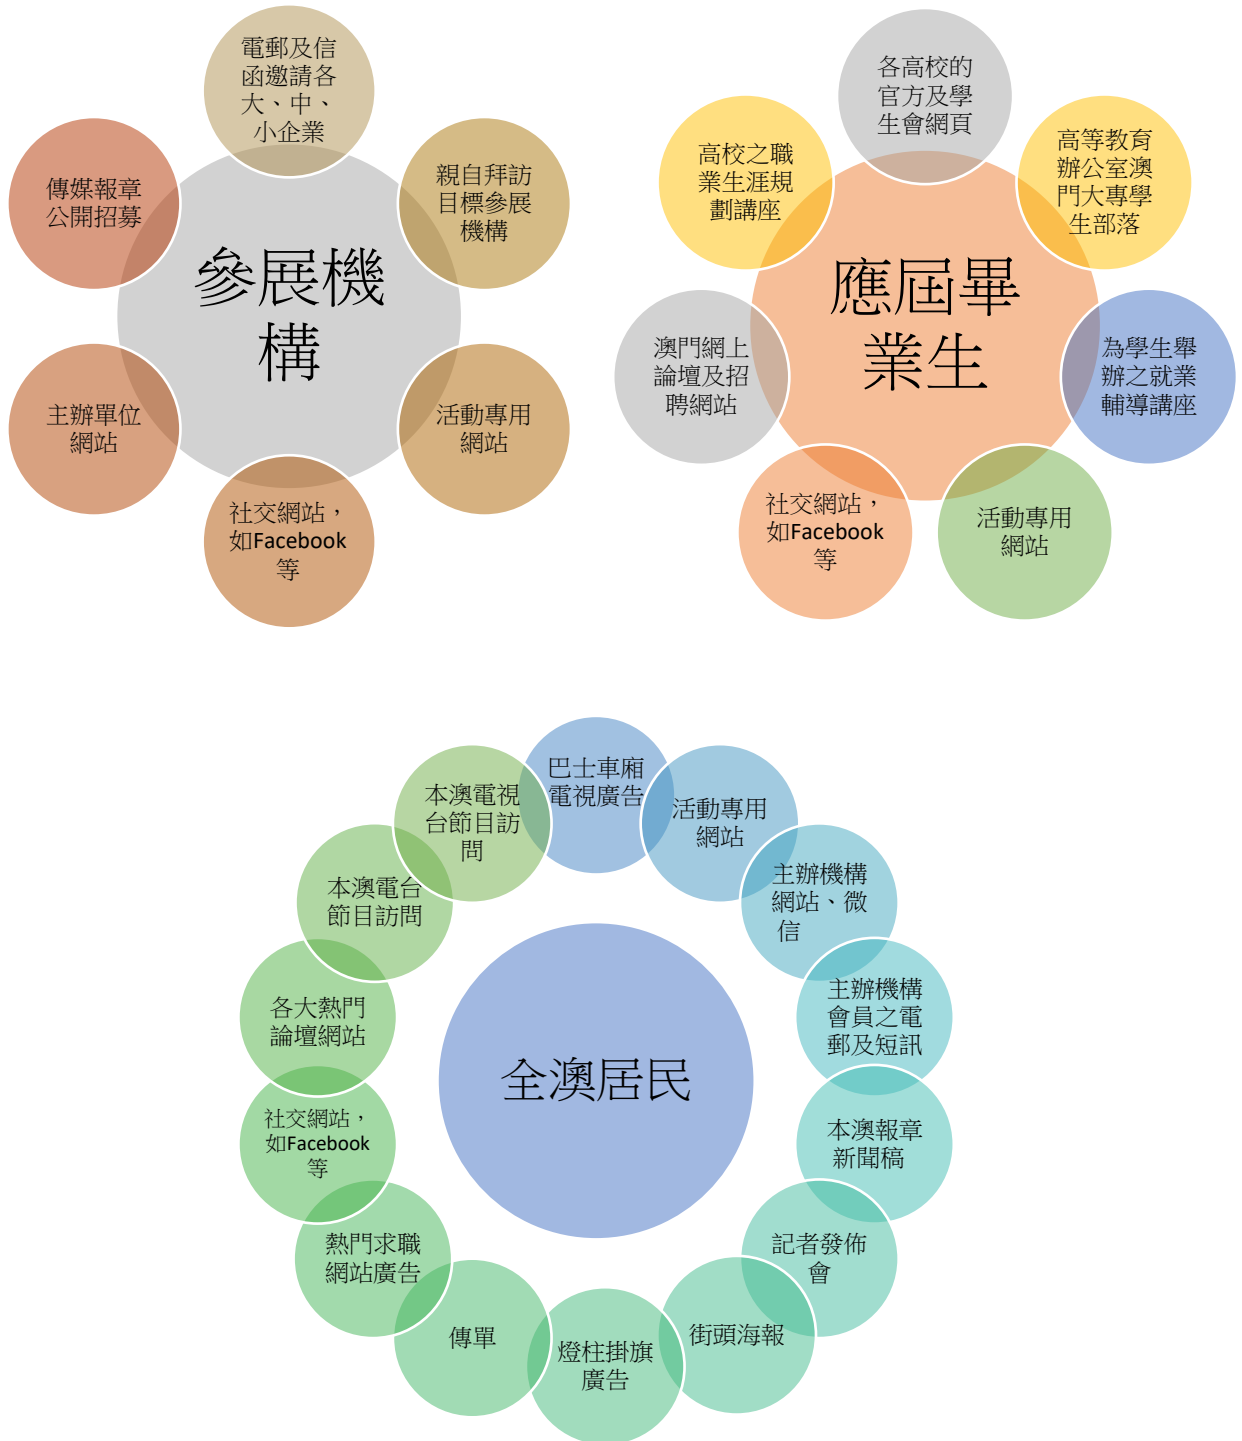 參展機
構
電郵及信
函邀請各
大、中、
小企業
親自拜訪
目標參展
機構
活動專用
網站
社交網站，
如Facebook
等
主辦單位
網站
傳媒報章
公開招募
應屆畢
業生
各高校的
官方及學
生會網頁
高等教育
辦公室澳
門大專學
生部落
為學生舉
辦之就業
輔導講座
活動專用
網站
社交網站，
如Facebook
等
澳門網上
論壇及招
聘網站
高校之職
業生涯規
劃講座
全澳居民
巴士車廂
電視廣告
活動專用
網站
主辦機構
網站、微
信
主辦機構
會員之電
郵及短訊
本澳報章
新聞稿
記者發佈
會
街頭海報
燈柱掛旗
廣告
傳單
熱門求職
網站廣告
社交網站，
如Facebook
等
各大熱門
論壇網站
本澳電台
節目訪問
本澳電視
台節目訪
問